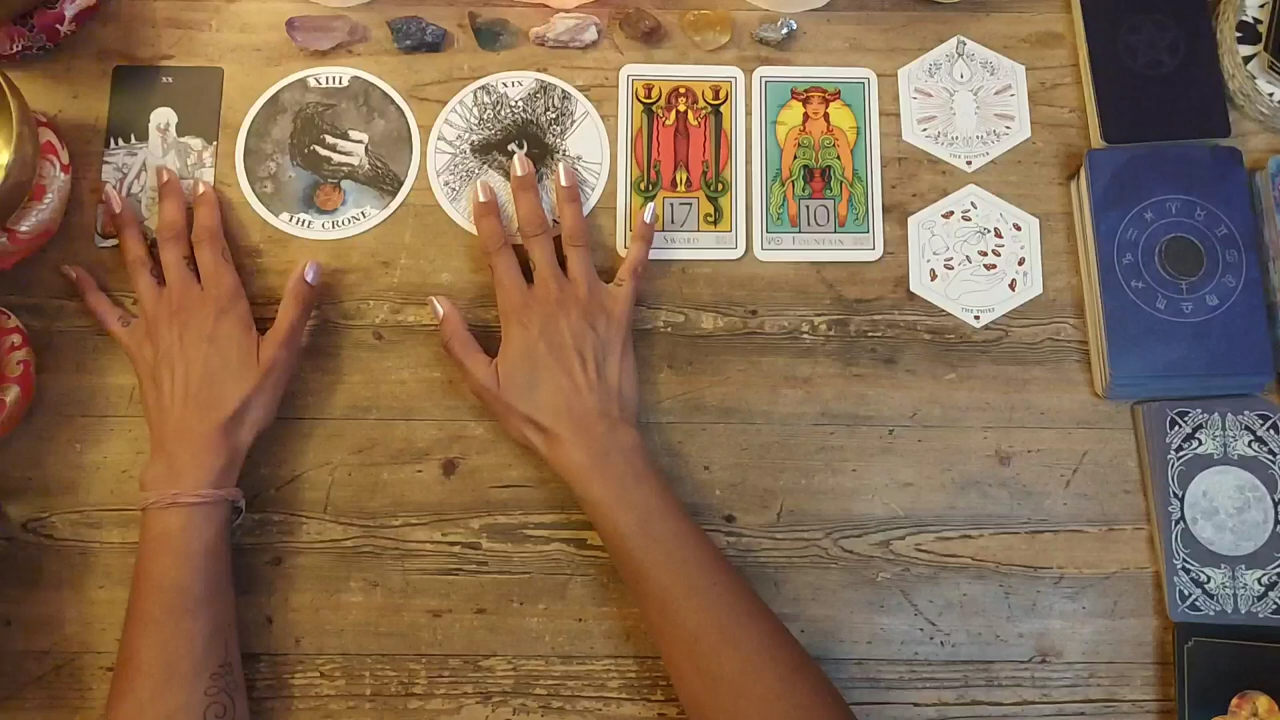 XX
XIII
THE CRONE
XIX
17
SWORD
10
FOUNTAIN
THE HUNTER
THE THIEF